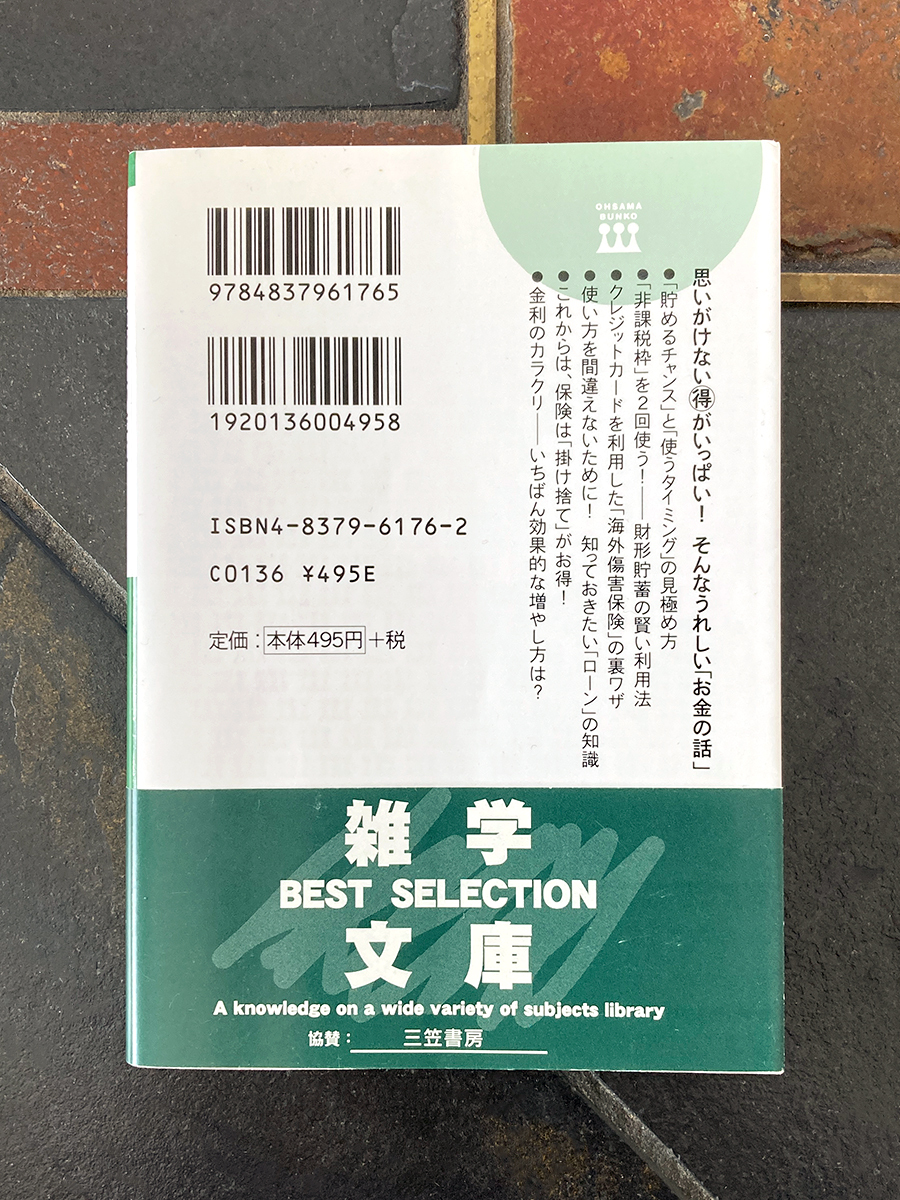 OHSAMA
BUNKO
思いがけない得がいっぱい! そんなうれしい「お金の話」
●「貯めるチャンス」と「使うタイミング」の見極め方
●「非課税枠」を2回使う!――財形貯蓄の賢い利用法
●クレジットカードを利用した「海外傷害保険」の裏ワザ
●使い方を間違えないために! 知っておきたい「ローン」の知識
●これからは、保険は「掛け捨て」がお得!
●金利のカラクリ――いちばん効果的な増やし方は?
9784837961765
1920136004958
ISBN4-8379-6176-2
C0136 ¥495E
定価:本体495円+税
雑学
BEST SELECTION
文庫
A knowledge on a wide variety of subjects library
協賛: 三笠書房